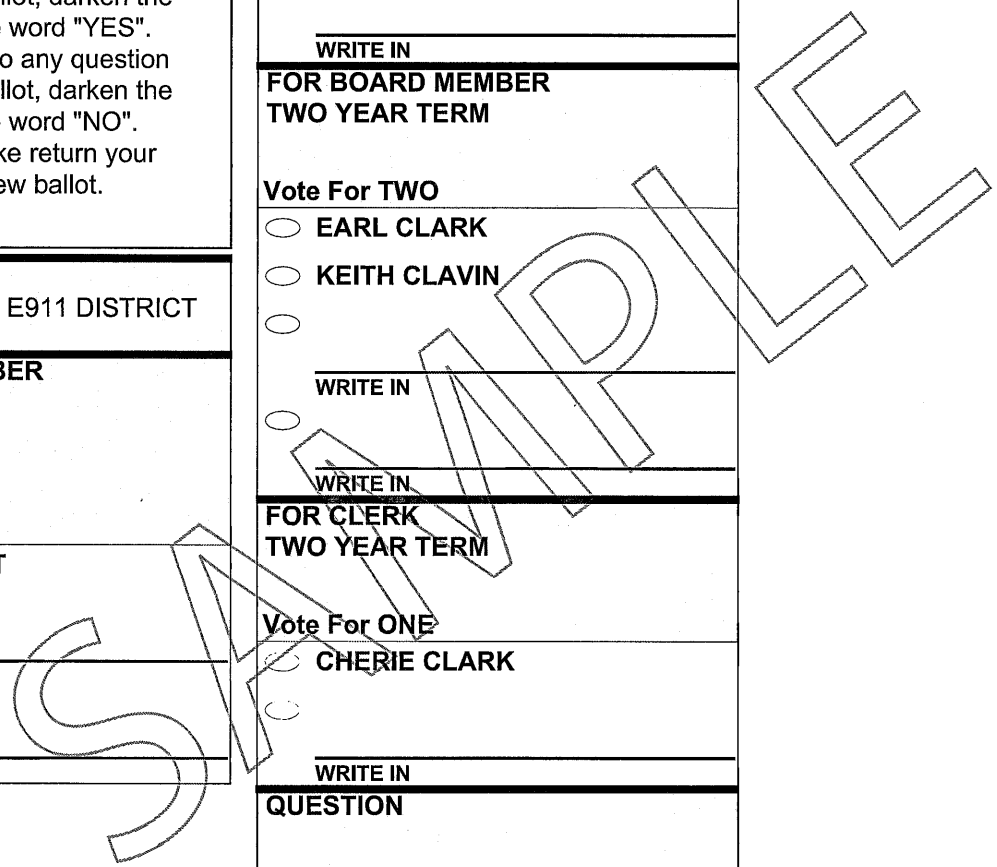 llot, darken the
word "YES".
o any question
llot, darken the
word "NO".
ke return your
ew ballot.
E911 DISTRICT
BER
T
WRITE IN
FOR BOARD MEMBER
TWO YEAR TERM
Vote For TWO
EARL CLARK
KEITH CLAVIN
WRITE IN
WRITE IN
FOR CLERK
TWO YEAR TERM
Vote For ONE
CHERIE CLARK
WRITE IN
QUESTION
SAMPLE